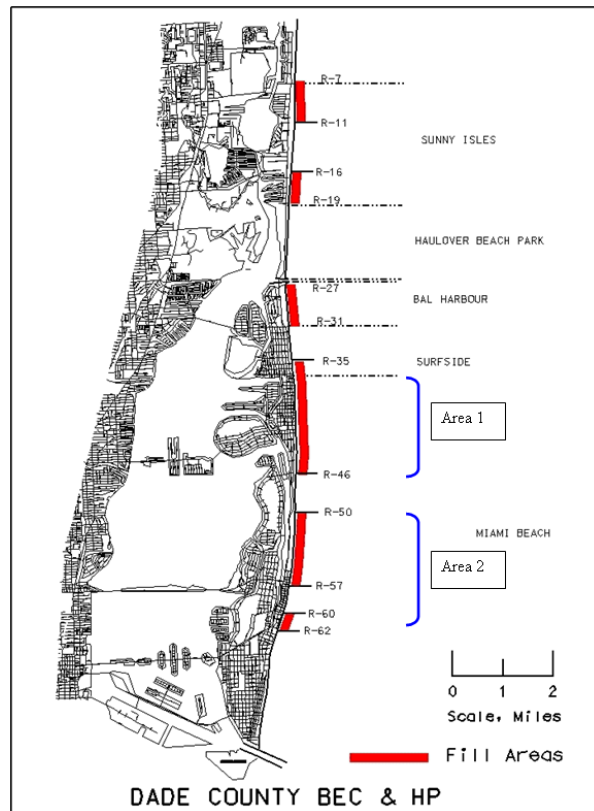 R-7
R-11
SUNNY ISLES
R-16
R-19
HAULOVER BEACH PARK
R-27
BAL HARBOUR
R-31
R-35
SURFSIDE
Area 1
R-46
R-50
MIAMI BEACH
Area 2
R-57
R-60
R-62
0 1 2
Scale, Miles
Fill Areas
DADE COUNTY BEC & HP